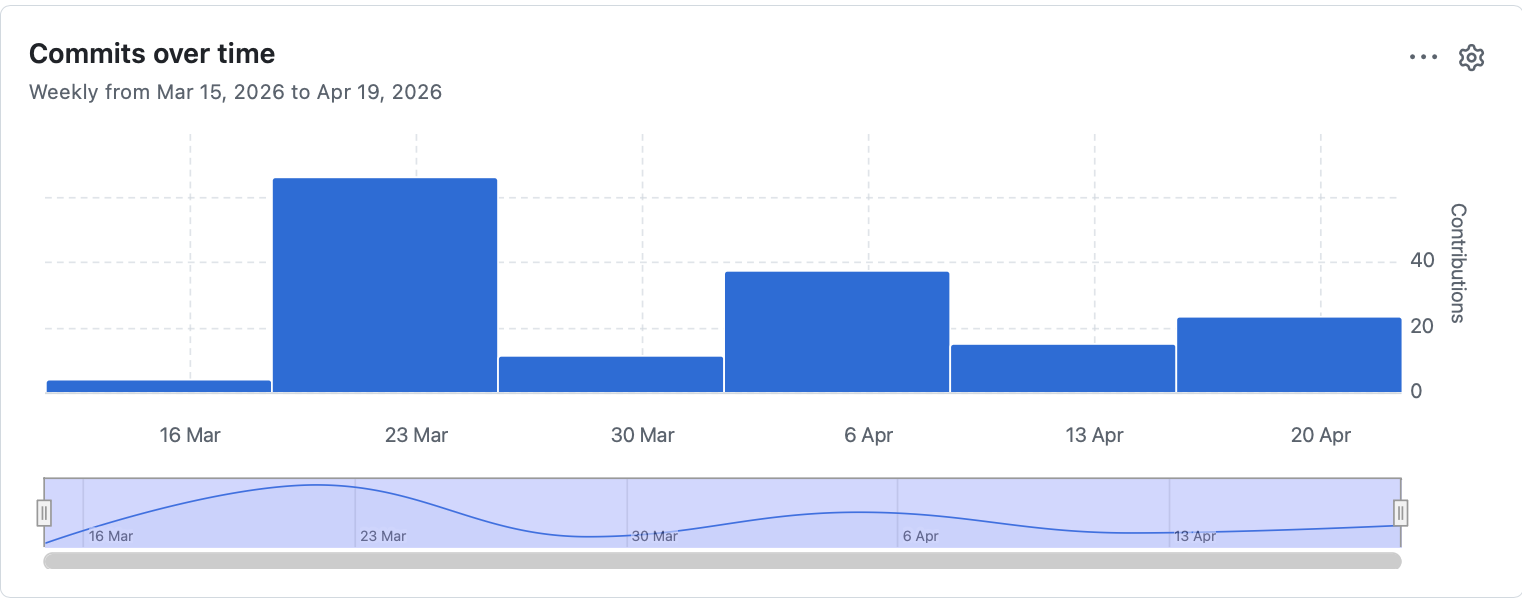 Commits over time
Weekly from Mar 15, 2026 to Apr 19, 2026
40
20
0
Contributions
16 Mar 23 Mar 30 Mar 6 Apr 13 Apr 20 Apr
16 Mar 23 Mar 30 Mar 6 Apr 13 Apr